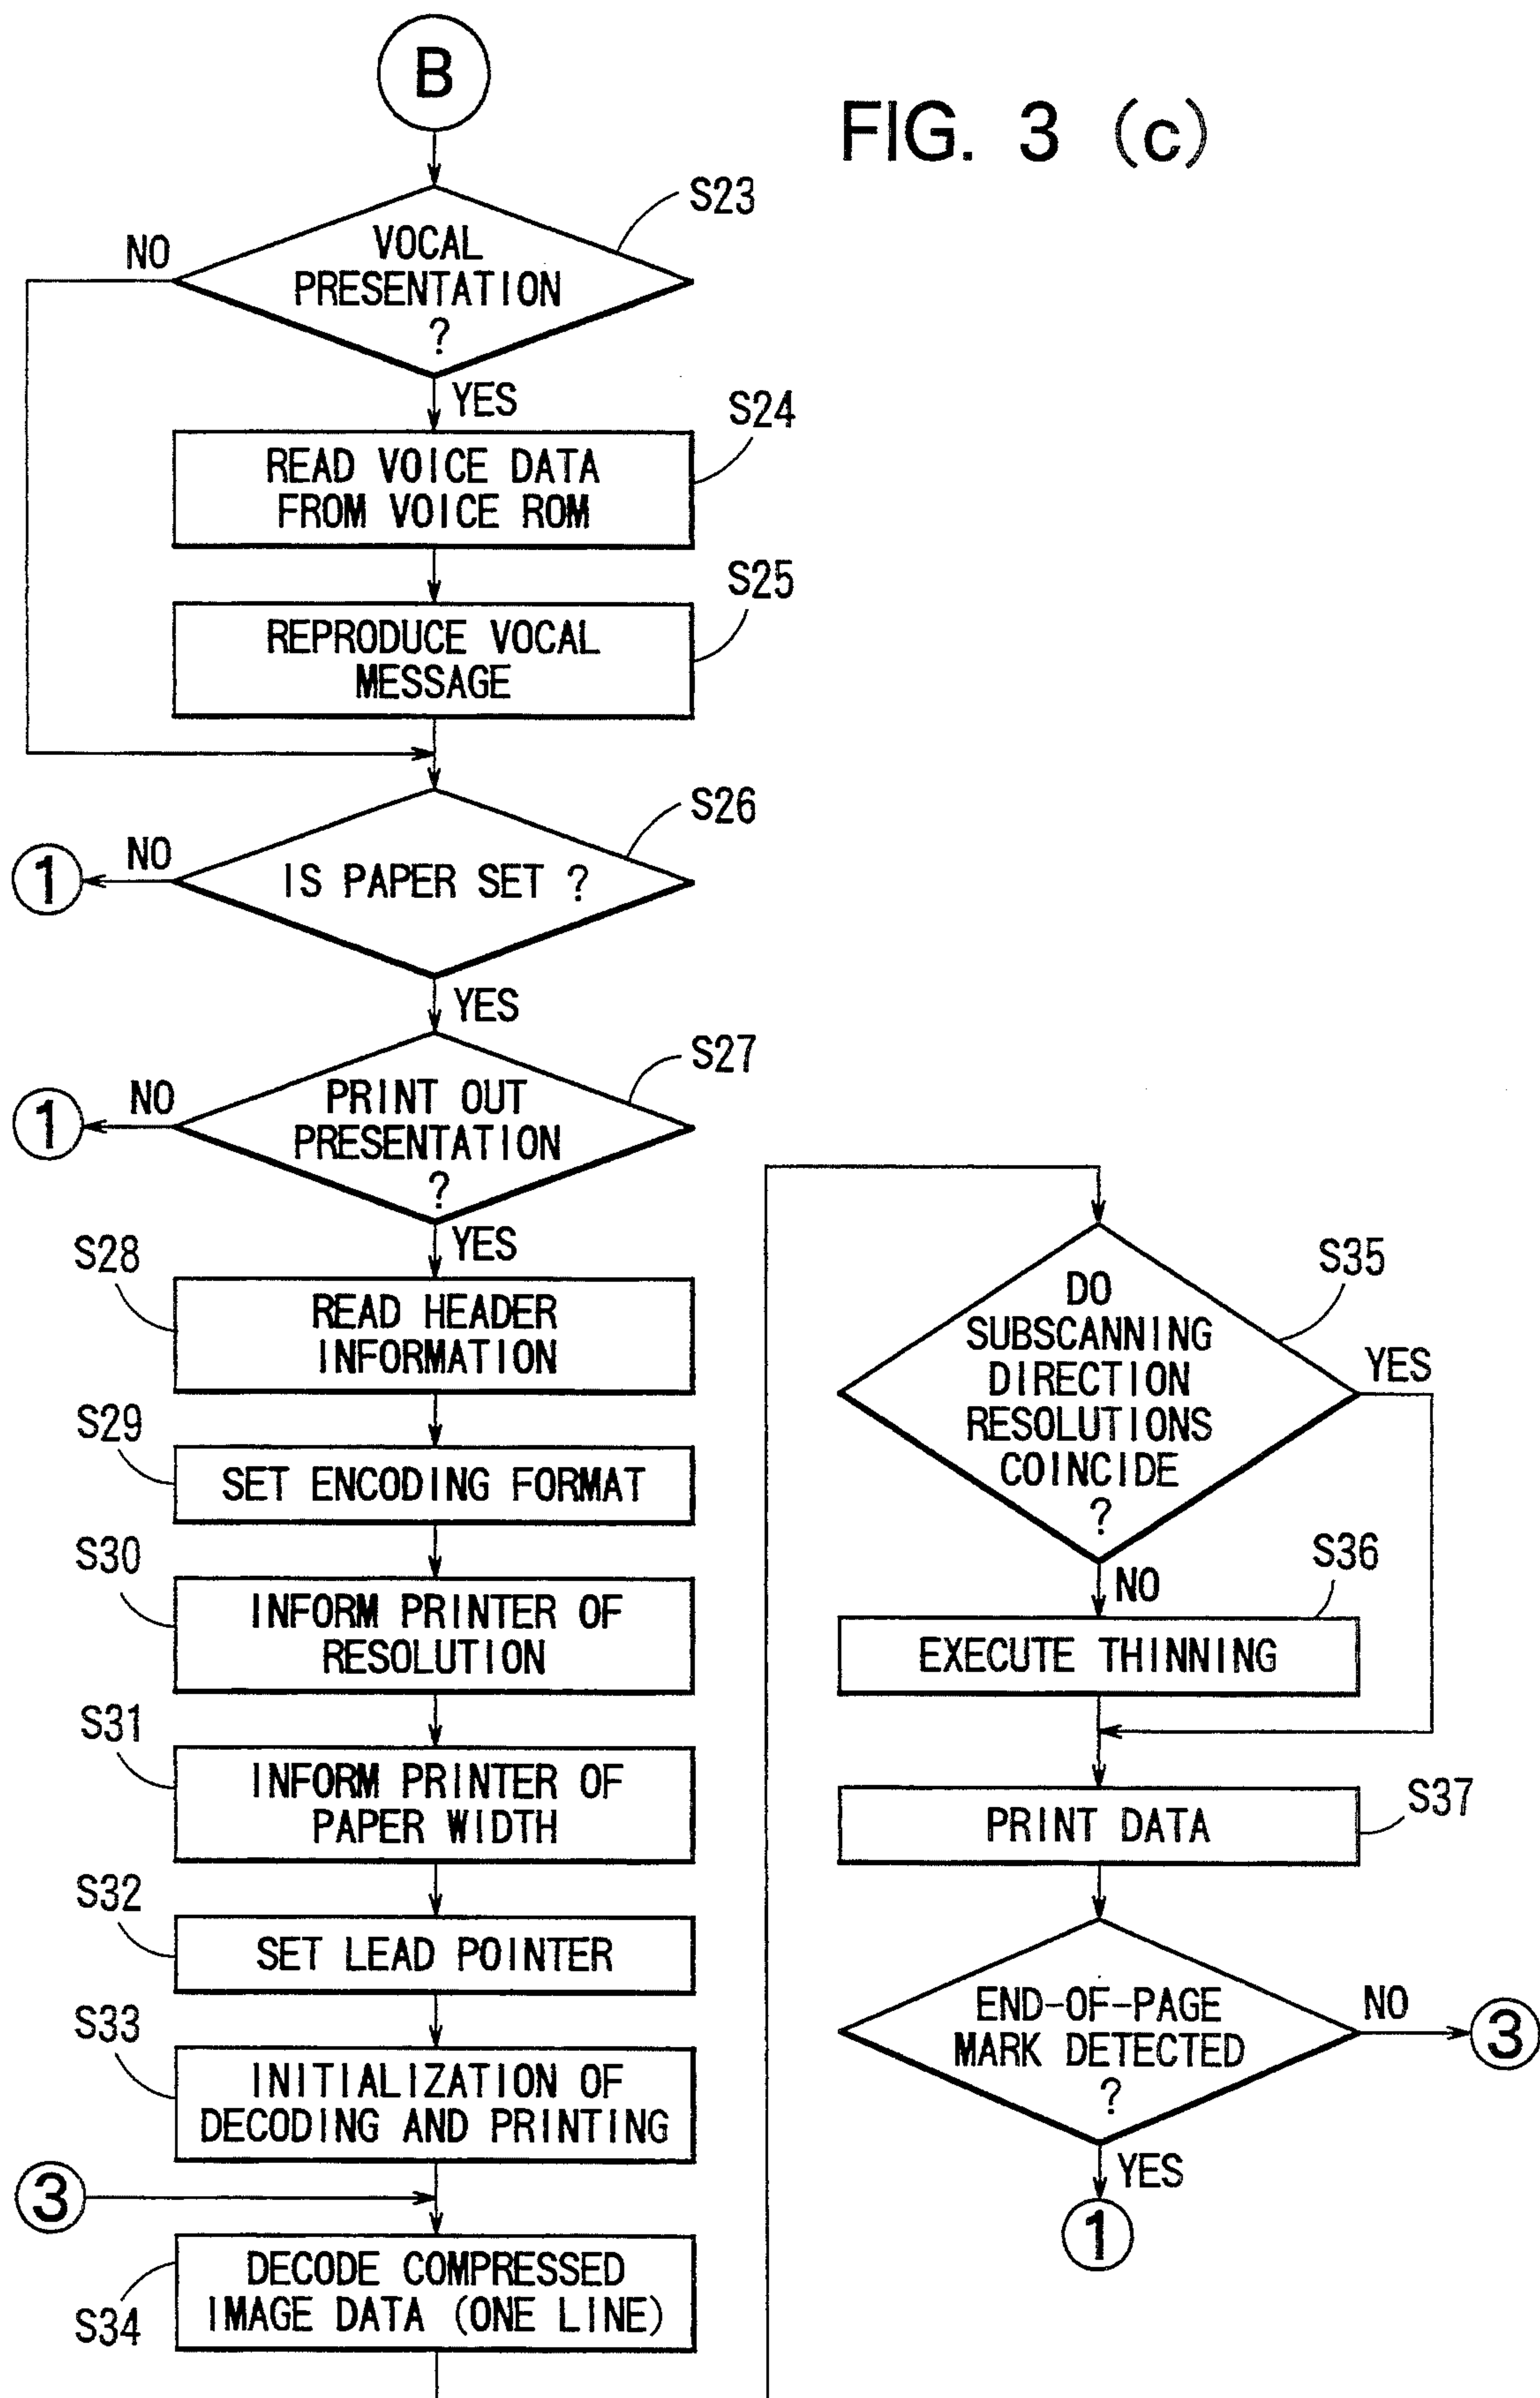 B
FIG. 3 (c)
S23
NO
VOCAL
PRESENTATION
?
YES
S24
READ VOICE DATA
FROM VOICE ROM
S25
REPRODUCE VOCAL
MESSAGE
S26
1
NO
IS PAPER SET ?
YES
S27
1
NO
PRINT OUT
PRESENTATION
?
YES
S28
READ HEADER
INFORMATION
S29
SET ENCODING FORMAT
S30
INFORM PRINTER OF
RESOLUTION
S31
INFORM PRINTER OF
PAPER WIDTH
S32
SET LEAD POINTER
S33
INITIALIZATION OF
DECODING AND PRINTING
3
DECODE COMPRESSED
IMAGE DATA (ONE LINE)
S34
S35
DO
SUBSCANNING
DIRECTION
RESOLUTIONS
COINCIDE
?
YES
NO
S36
EXECUTE THINNING
S37
PRINT DATA
END-OF-PAGE
MARK DETECTED
?
NO
3
YES
1